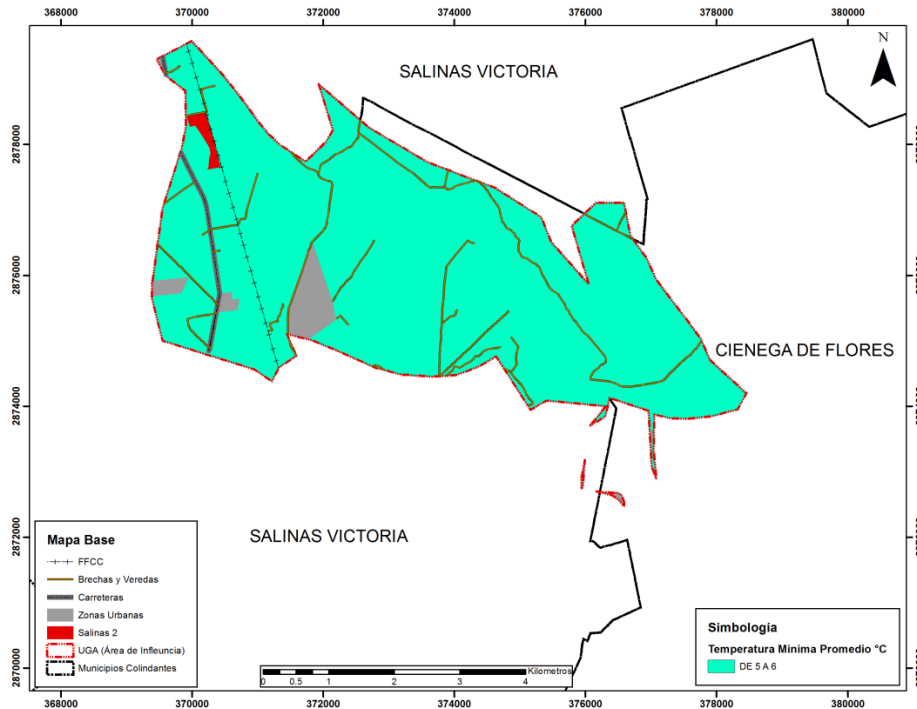 368000 370000 372000 374000 376000 378000 380000
N
SALINAS VICTORIA
2878000
2876000
CIENEGA DE FLORES
2874000
SALINAS VICTORIA
2872000
2870000
Mapa Base
FFCC
Brechas y Veredas
Carreteras
Zonas Urbanas
Salinas 2
UGA (Área de Infleuncia)
Municipios Colindantes
Kilometros
0 0.5 1 2 3 4
Simbología
Temperatura Minima Promedio °C
DE 5 A 6
368000 370000 372000 374000 376000 378000 380000